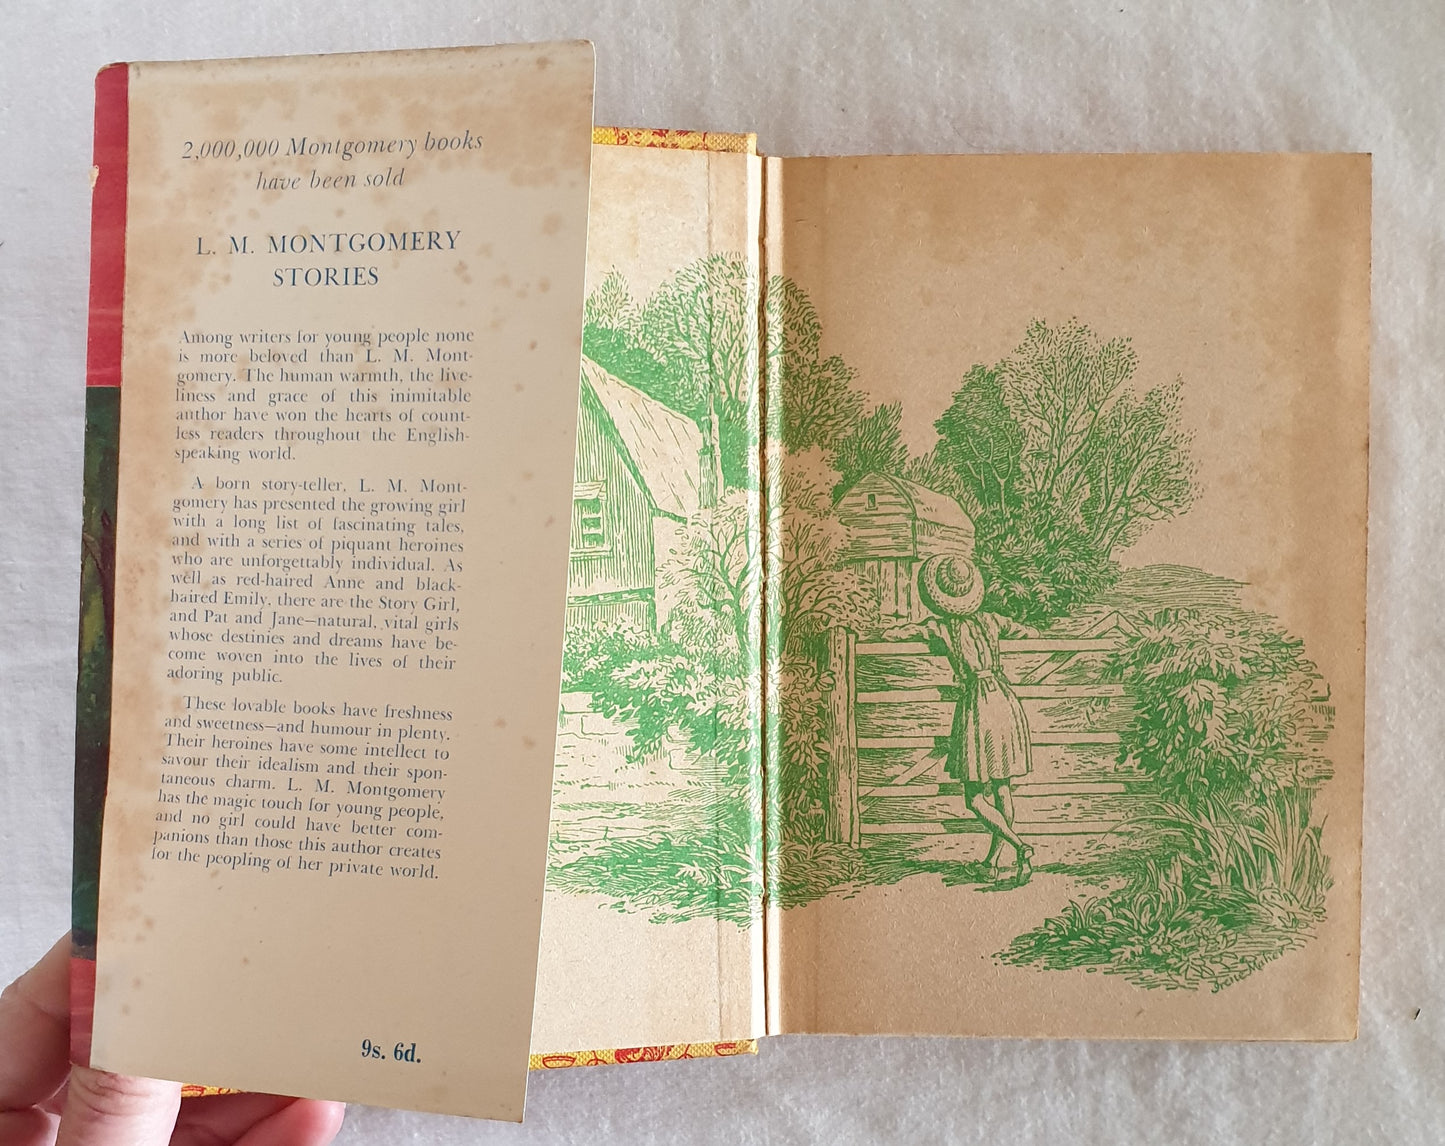 2,000,000 Montgomery books
have been sold
L. M. MONTGOMERY
STORIES
Among writers for young people none
is more beloved than L. M. Mont-
gomery. The human warmth, the live-
liness and grace of this inimitable
author have won the hearts of count-
less readers throughout the English-
speaking world.
A born story-teller, L. M. Mont-
gomery has presented the growing girl
with a long list of fascinating tales,
and with a series of piquant heroines
who are unforgettably individual. As
well as red-haired Anne and black-
haired Emily, there are the Story Girl,
and Pat and Jane—natural, vital girls
whose destinies and dreams have be-
come woven into the lives of their
adoring public.
These lovable books have freshness
and sweetness—and humour in plenty.
Their heroines have some intellect to
savour their idealism and their spon-
taneous charm. L. M. Montgomery
has the magic touch for young people,
and no girl could have better com-
panions than those this author creates
for the peopling of her private world.
9s. 6d.
Irene